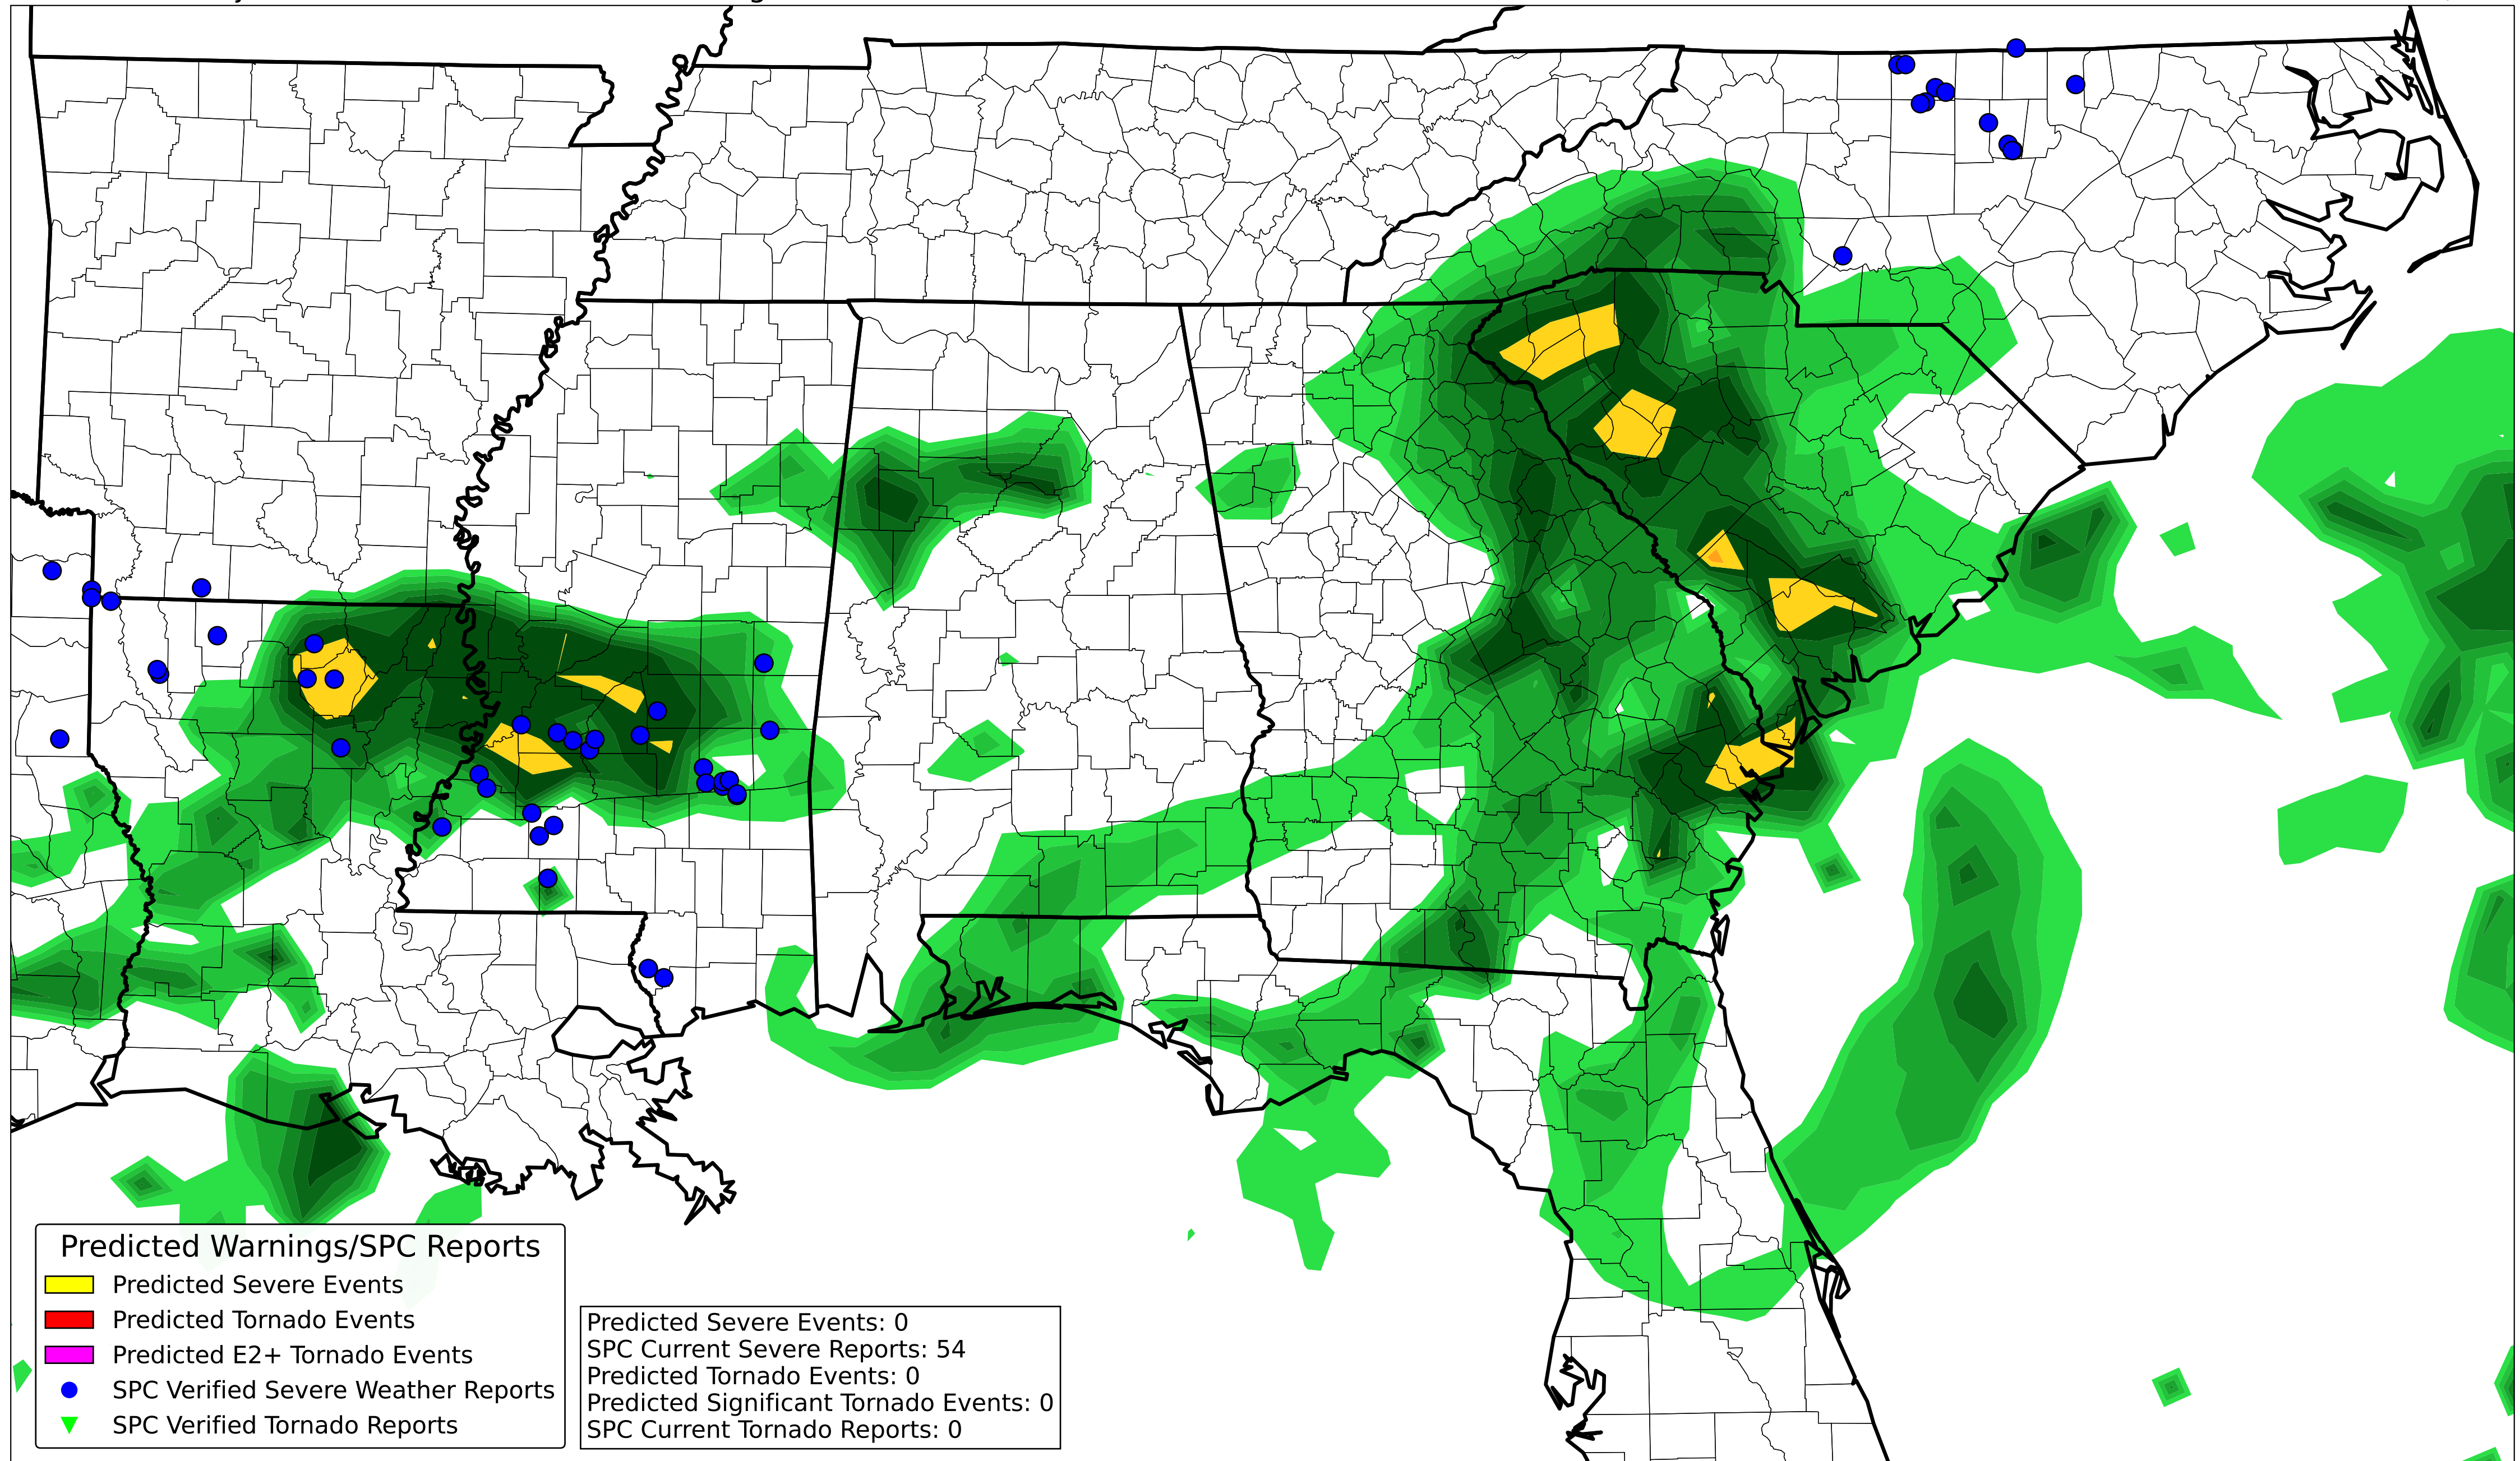 Predicted Warnings/SPC Reports
Predicted Severe Events
Predicted Tornado Events
Predicted E2+ Tornado Events
SPC Verified Severe Weather Reports
SPC Verified Tornado Reports
Predicted Severe Events: 0
SPC Current Severe Reports: 54
Predicted Tornado Events: 0
Predicted Significant Tornado Events: 0
SPC Current Tornado Reports: 0